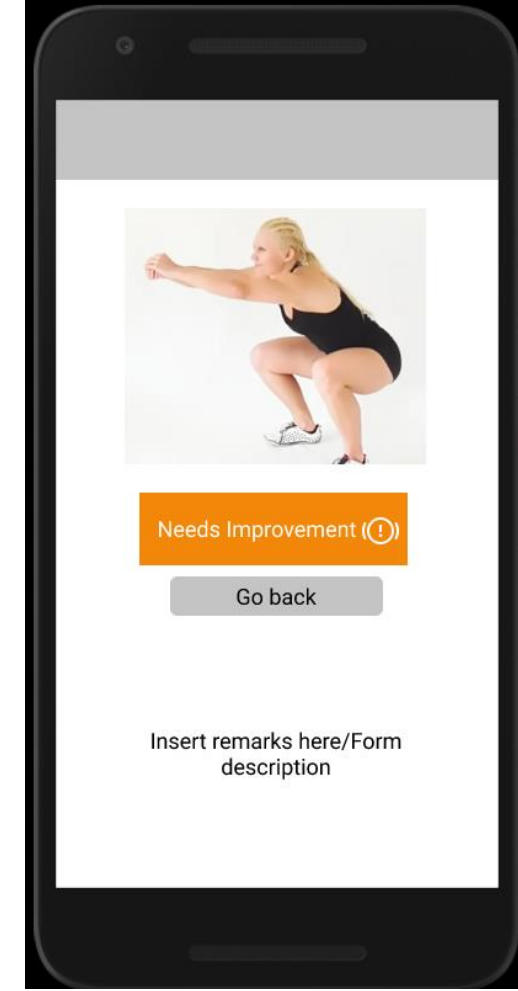 Needs Improvement
Go back
Insert remarks here/Form
description